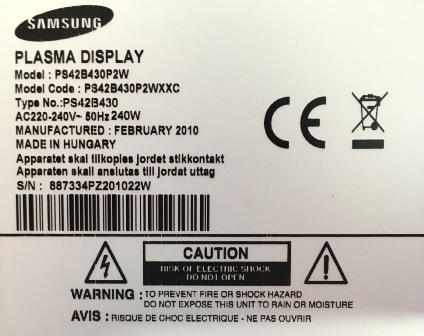 SAMSUNG
PLASMA DISPLAY
Model : PS42B430P2W
Model Code : PS42B430P2WXXC
Type No.:PS42B430
AC220-240V~ 50Hz 240W
MANUFACTURED : FEBRUARY 2010
MADE IN HUNGARY
Apparatet skal tilkoples jordet stikkontakt
Apparaten skall anslutas till jordat uttag
S/N : 887334PZ201022W
CE
CAUTION
RISK OF ELECTRIC SHOCK
DO NOT OPEN
WARNING : TO PREVENT FIRE OR SHOCK HAZARD
DO NOT EXPOSE THIS UNIT TO RAIN OR MOISTURE
AVIS : RISQUE DE CHOC ELECTRIQUE - NE PAS OUVRIR